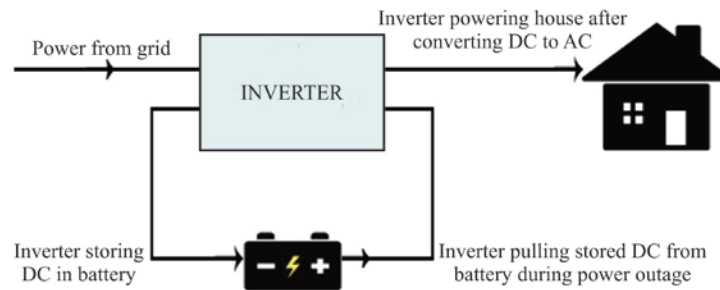 Power from grid
Inverter powering house after
converting DC to AC
INVERTER
Inverter storing
DC in battery
Inverter pulling stored DC from
battery during power outage